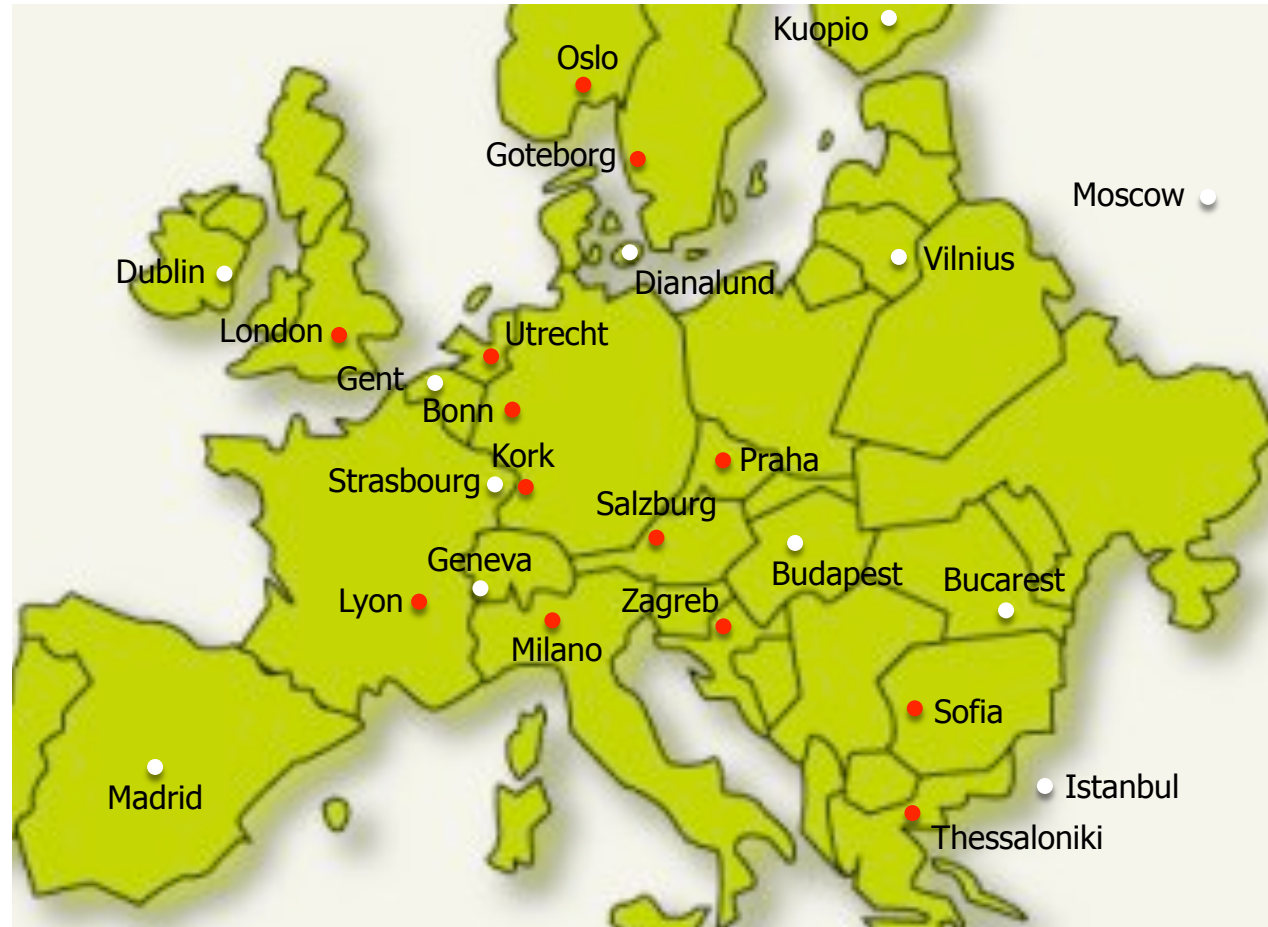 Kuopio
Oslo
Goteborg
Moscow
Dublin
Vilnius
Dianalund
London
Utrecht
Gent
Bonn
Kork
Praha
Strasbourg
Salzburg
Geneva
Budapest
Bucarest
Lyon
Zagreb
Milano
Sofia
Madrid
Istanbul
Thessaloniki